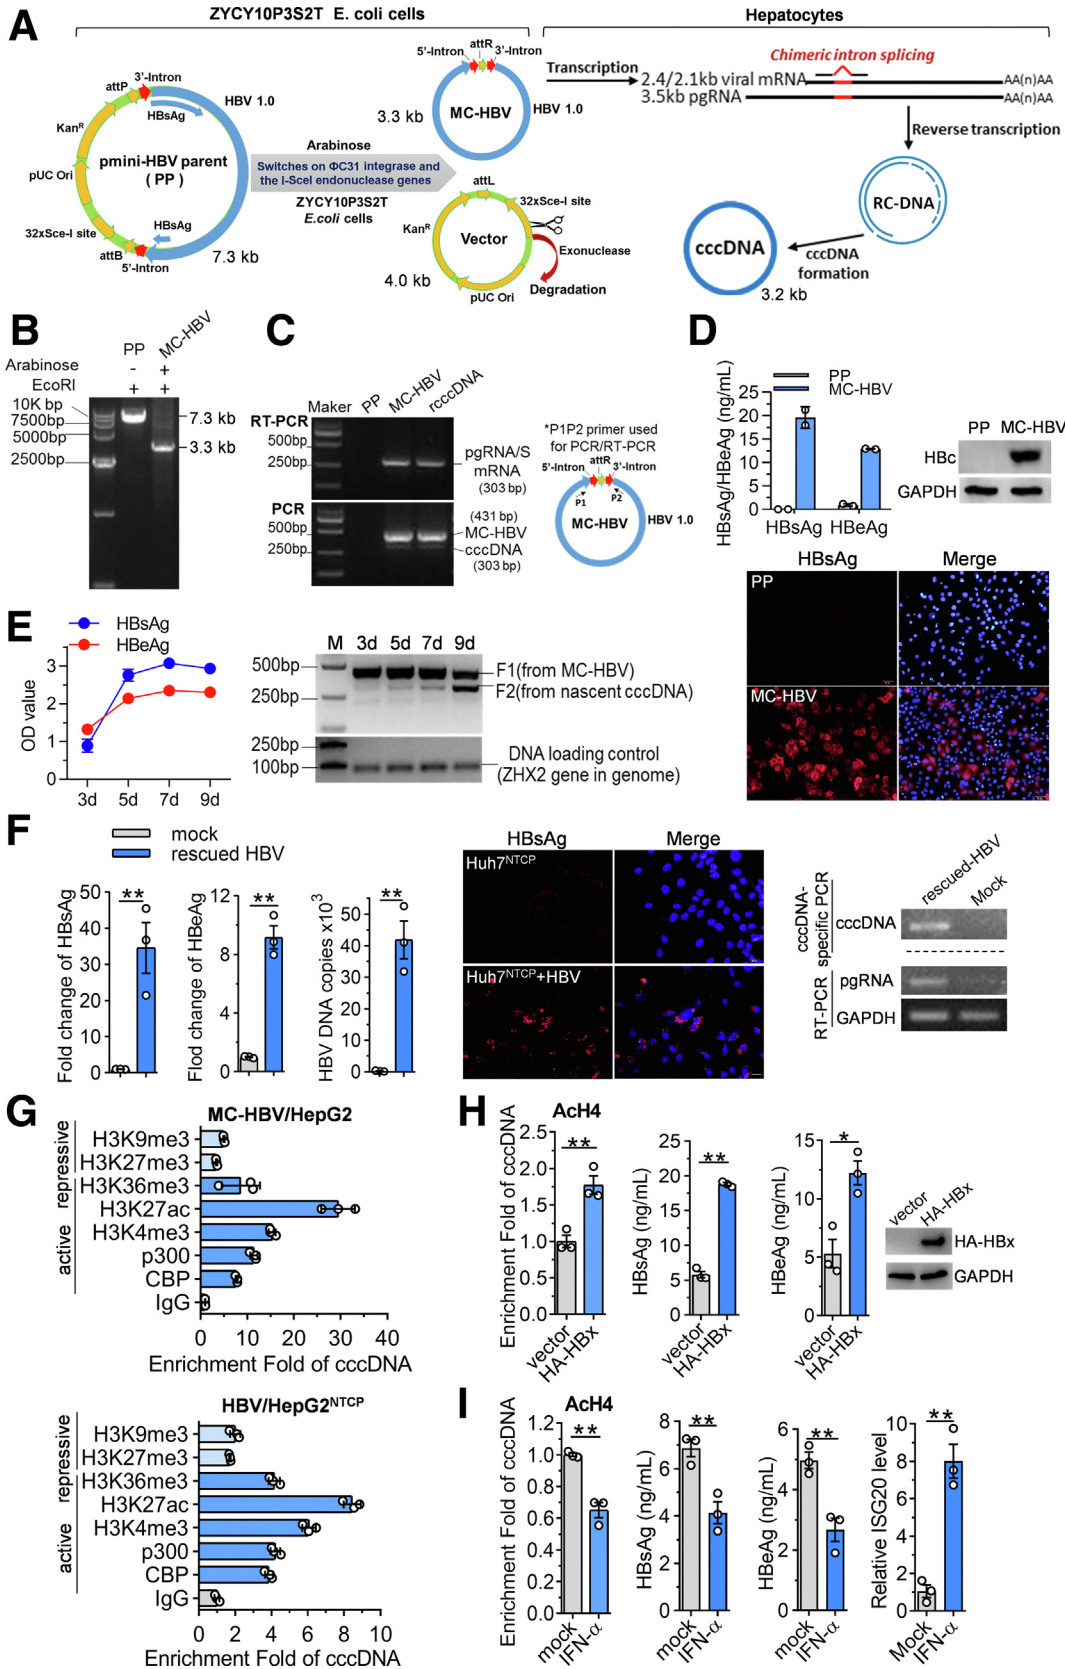 A
ZYCY10P3S2T E. coli cells
Hepatocytes
attP
3'-Intron
HBV 1.0
HBsAg
Kanᴿ
pUC Ori
pmini-HBV parent
( PP )
32xSce-I site
HBsAg
attB
5'-Intron
7.3 kb
Arabinose
Switches on ΦC31 integrase and
the I-SceI endonuclease genes
ZYCY10P3S2T
E.coli cells
attR
5'-Intron
3'-Intron
MC-HBV
HBV 1.0
3.3 kb
attL
32xSce-I site
Kanᴿ
Vector
Exonuclease
4.0 kb
Degradation
pUC Ori
Transcription
Chimeric intron splicing
2.4/2.1kb viral mRNA
AA(n)AA
3.5kb pgRNA
AA(n)AA
Reverse transcription
RC-DNA
cccDNA
cccDNA
formation
3.2 kb
B
PP
MC-HBV
Arabinose
- +
EcoRI
+ +
10K bp
7500bp
5000bp
2500bp
7.3 kb
3.3 kb
C
Maker
PP
MC-HBV
rcccDNA
RT-PCR
500bp
250bp
pgRNA/S
mRNA
(303 bp)
PCR
500bp
250bp
(431 bp)
MC-HBV
cccDNA
(303 bp)
*P1P2 primer used
for PCR/RT-PCR
attR
5'-Intron
3'-Intron
P1
P2
MC-HBV
HBV 1.0
D
PP
MC-HBV
HBsAg/HBeAg (ng/mL)
25
20
15
10
5
0
HBsAg
HBeAg
PP
MC-HBV
HBc
GAPDH
HBsAg
Merge
PP
MC-HBV
E
HBsAg
HBeAg
OD value
3
2
1
0
3d 5d 7d 9d
M 3d 5d 7d 9d
500bp
250bp
F1(from MC-HBV)
F2(from nascent cccDNA)
250bp
100bp
DNA loading control
(ZHX2 gene in genome)
F
mock
rescued HBV
Fold change of HBsAg
50
40
30
20
10
0
**
Flod change of HBeAg
12
8
4
0
**
HBV DNA copies x10³
50
40
30
20
10
0
**
HBsAg
Merge
Huh7ᴺᵀᶜᴾ
Huh7ᴺᵀᶜᴾ+HBV
rescued-HBV
Mock
cccDNA-
specific PCR
cccDNA
RT-PCR
pgRNA
GAPDH
G
MC-HBV/HepG2
repressive
active
H3K9me3
H3K27me3
H3K36me3
H3K27ac
H3K4me3
p300
CBP
IgG
0 10 20 30 40
Enrichment Fold of cccDNA
HBV/HepG2ᴺᵀᶜᴾ
repressive
active
H3K9me3
H3K27me3
H3K36me3
H3K27ac
H3K4me3
p300
CBP
IgG
0 2 4 6 8 10
Enrichment Fold of cccDNA
H
AcH4
Enrichment Fold of cccDNA
2.5
2.0
1.5
1.0
0.5
0.0
**
vector
HA-HBx
HBsAg (ng/mL)
25
20
15
10
5
0
**
vector
HA-HBx
HBeAg (ng/mL)
15
10
5
0
*
vector
HA-HBx
vector
HA-HBx
HA-HBx
GAPDH
I
AcH4
Enrichment Fold of cccDNA
1.2
1.0
0.8
0.6
0.4
0.2
0.0
**
mock
IFN-α
HBsAg (ng/mL)
8
6
4
2
0
**
mock
IFN-α
HBeAg (ng/mL)
6
4
2
0
**
mock
IFN-α
Relative ISG20 level
10
8
6
4
2
0
**
Mock
IFN-α